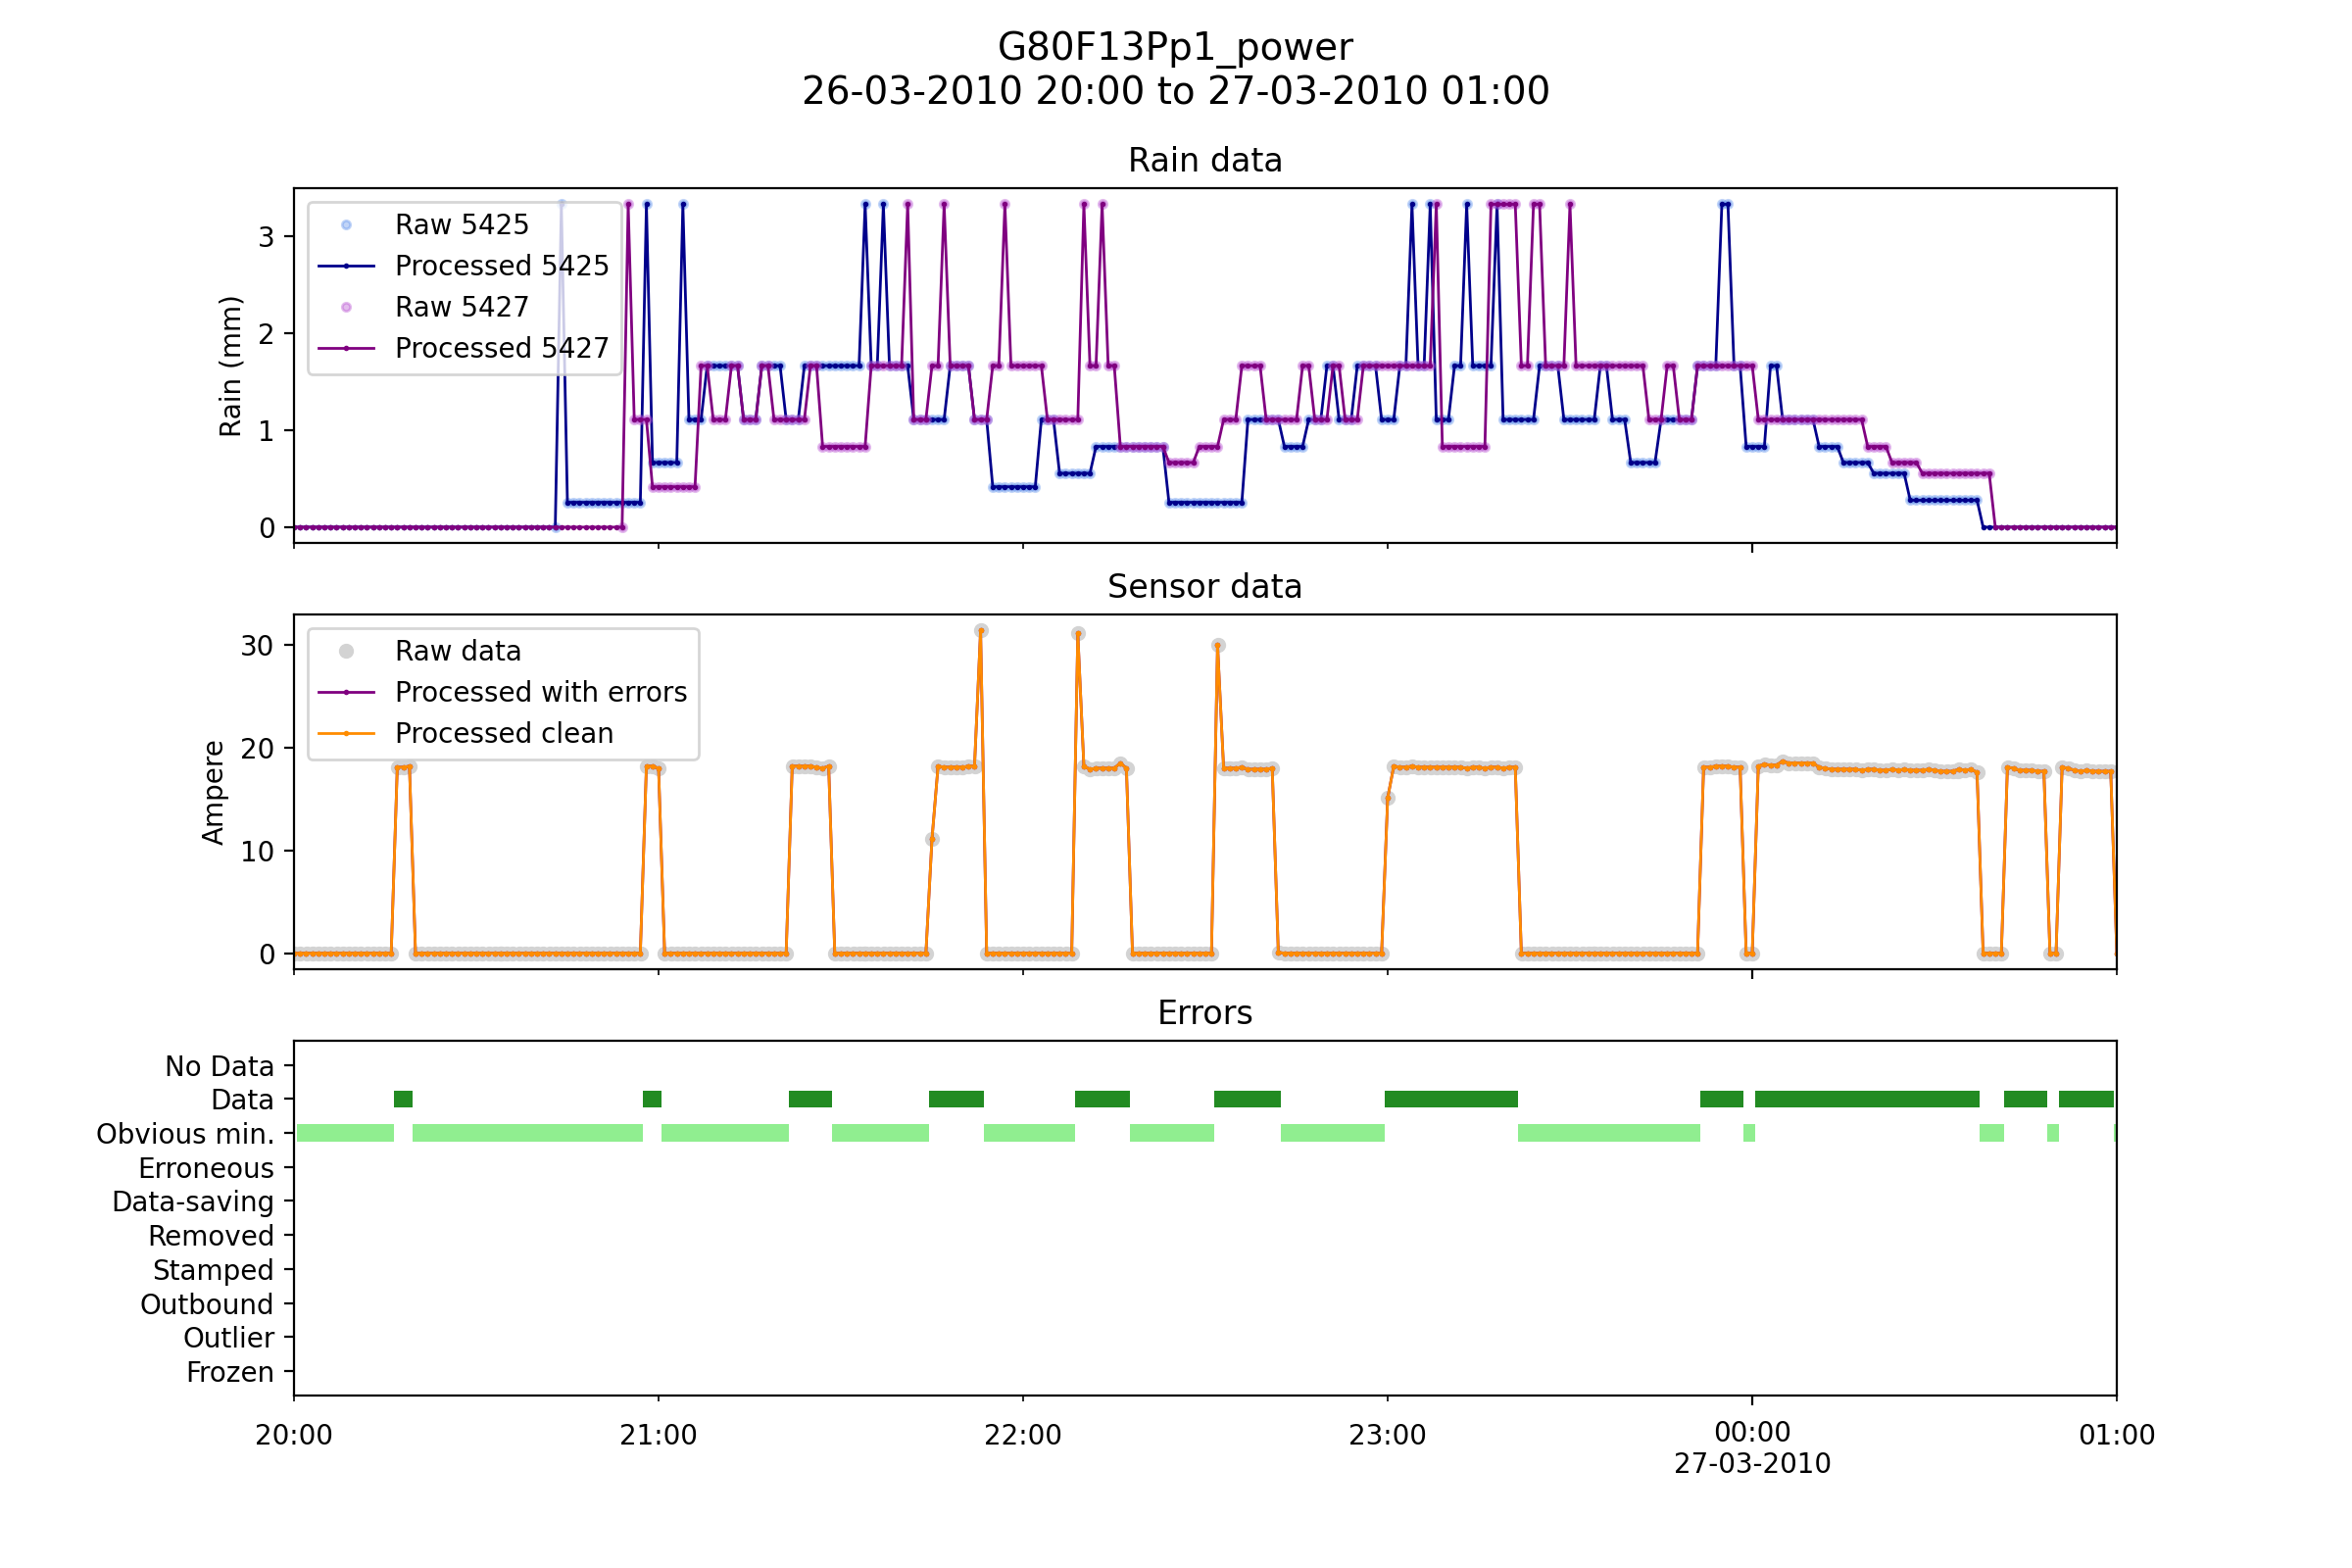 G80F13Pp1_power
26-03-2010 20:00 to 27-03-2010 01:00
Rain data
Rain (mm)
3
2
1
0
Raw 5425
Processed 5425
Raw 5427
Processed 5427
Sensor data
Ampere
30
20
10
0
Raw data
Processed with errors
Processed clean
Errors
No Data
Data
Obvious min.
Erroneous
Data-saving
Removed
Stamped
Outbound
Outlier
Frozen
20:00
21:00
22:00
23:00
00:00
27-03-2010
01:00